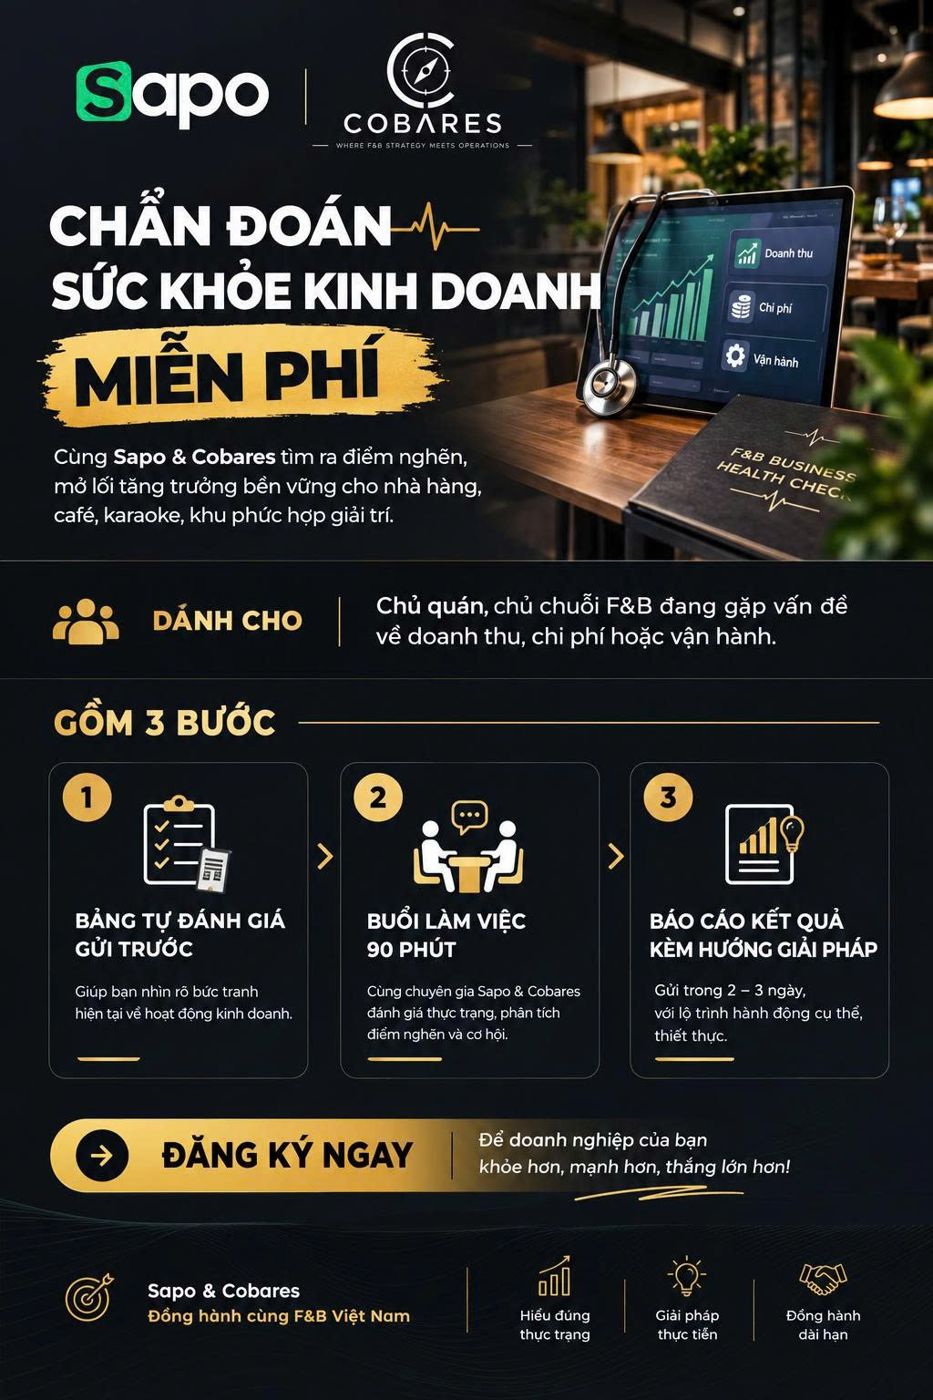 Sapo
COBARES
WHERE F&B STRATEGY MEETS OPERATIONS
CHẨN ĐOÁN
SỨC KHỎE KINH DOANH
MIỄN PHÍ
Cùng Sapo & Cobares tìm ra điểm nghẽn,
mở lối tăng trưởng bền vững cho nhà hàng,
café, karaoke, khu phức hợp giải trí.
Doanh thu
Chi phí
Vận hành
F&B BUSINESS
HEALTH CHEC
DÁNH CHO
Chủ quán, chủ chuỗi F&B đang gặp vấn đề
về doanh thu, chi phí hoặc vận hành.
GỒM 3 BƯỚC
1
BẢNG TỰ ĐÁNH GIÁ
GỬI TRƯỚC
Giúp bạn nhìn rõ bức tranh
hiện tại về hoạt động kinh doanh.
2
BUỔI LÀM VIỆC
90 PHÚT
Cùng chuyên gia Sapo & Cobares
đánh giá thực trạng, phân tích
điểm nghẽn và cơ hội.
3
BÁO CÁO KẾT QUẢ
KÈM HƯỚNG GIẢI PHÁP
Gửi trong 2 – 3 ngày,
với lộ trình hành động cụ thể,
thiết thực.
ĐĂNG KÝ NGAY
Để doanh nghiệp của bạn
khỏe hơn, mạnh hơn, thắng lớn hơn!
Sapo & Cobares
Đồng hành cùng F&B Việt Nam
Hiểu đúng
thực trạng
Giải pháp
thực tiễn
Đồng hành
dài hạn